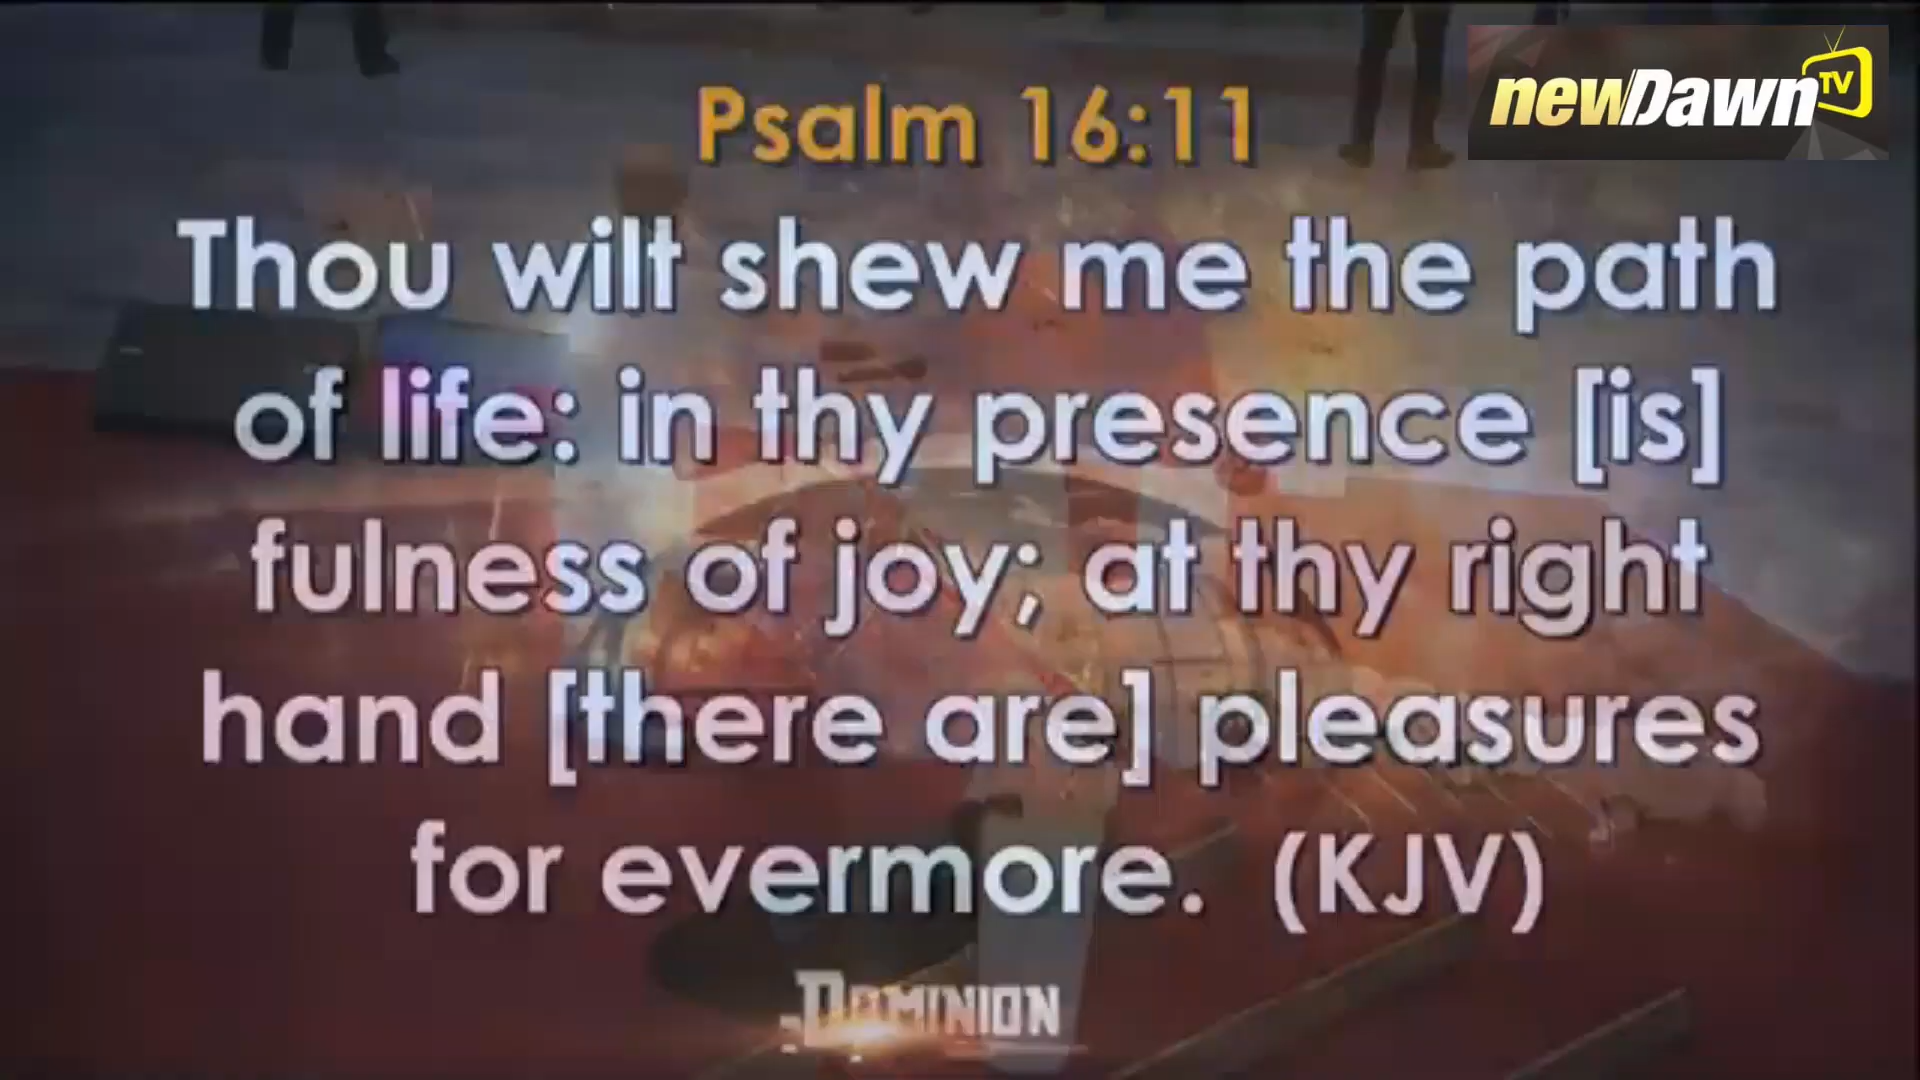 newDawn TV
Psalm 16:11
Thou wilt shew me the path
of life: in thy presence [is]
fulness of joy; at thy right
hand [there are] pleasures
for evermore. (KJV)
DOMINION